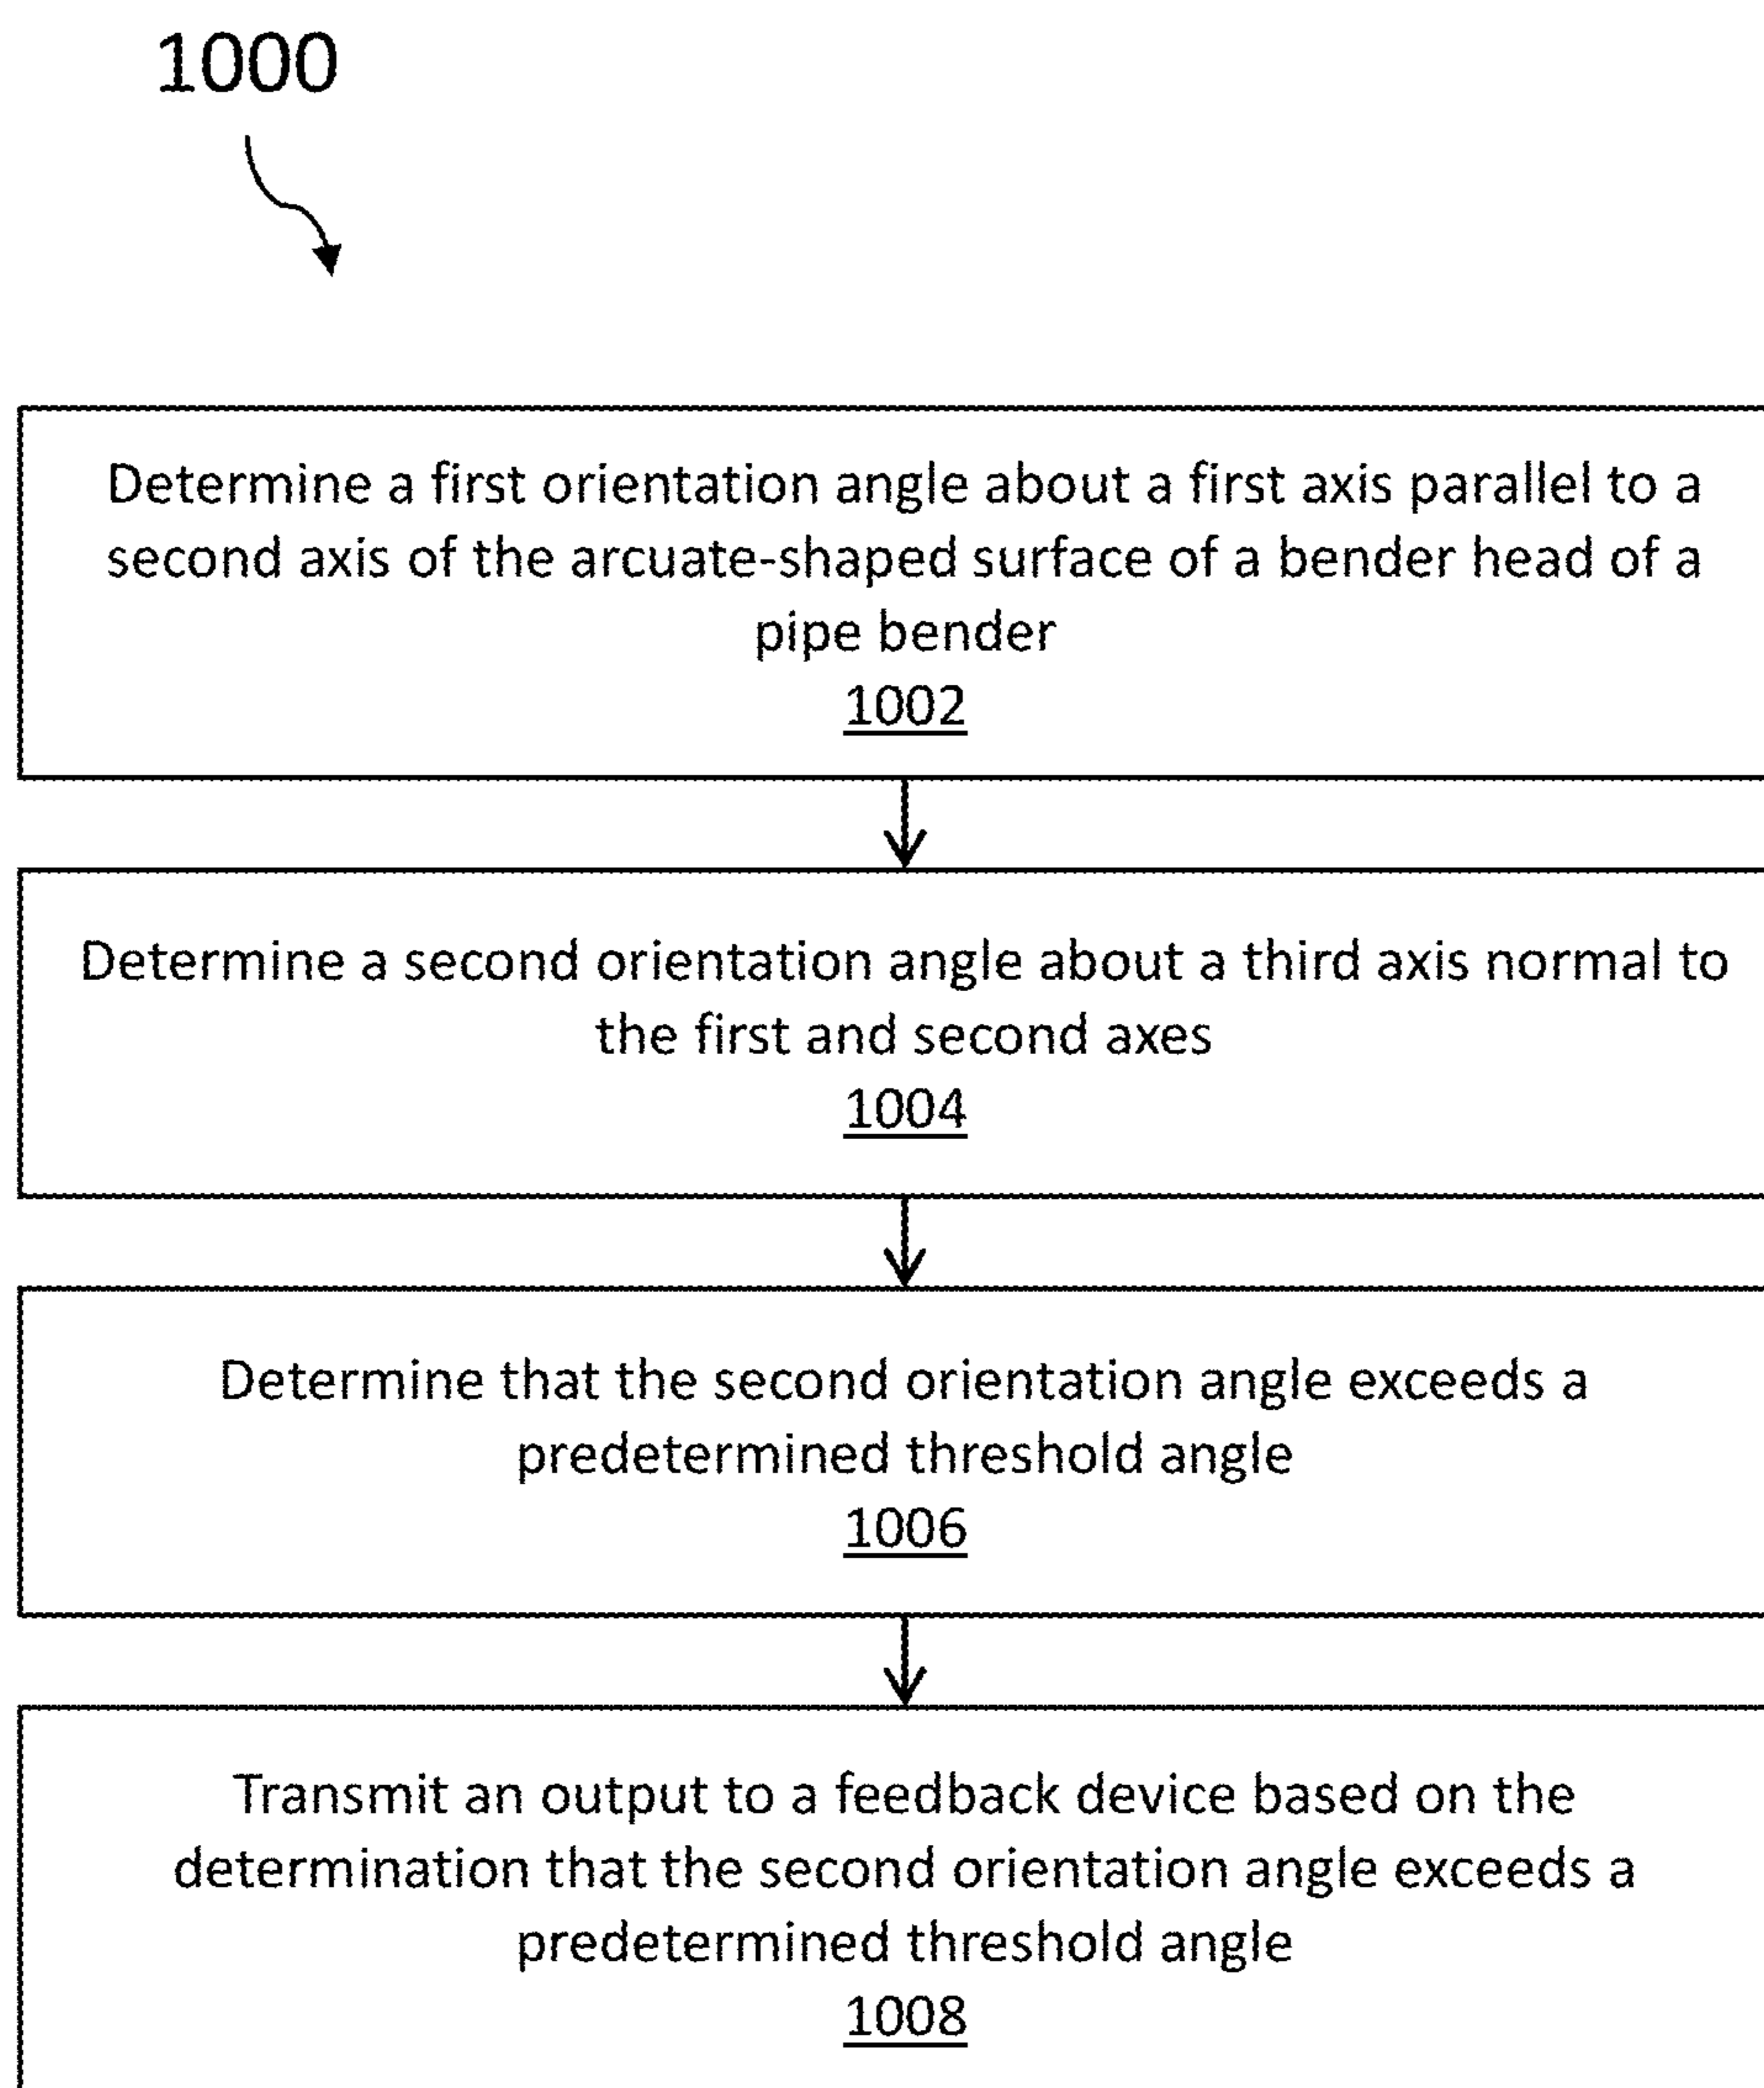 1000
Determine a first orientation angle about a first axis parallel to a
second axis of the arcuate-shaped surface of a bender head of a
pipe bender
1002
Determine a second orientation angle about a third axis normal to
the first and second axes
1004
Determine that the second orientation angle exceeds a
predetermined threshold angle
1006
Transmit an output to a feedback device based on the
determination that the second orientation angle exceeds a
predetermined threshold angle
1008